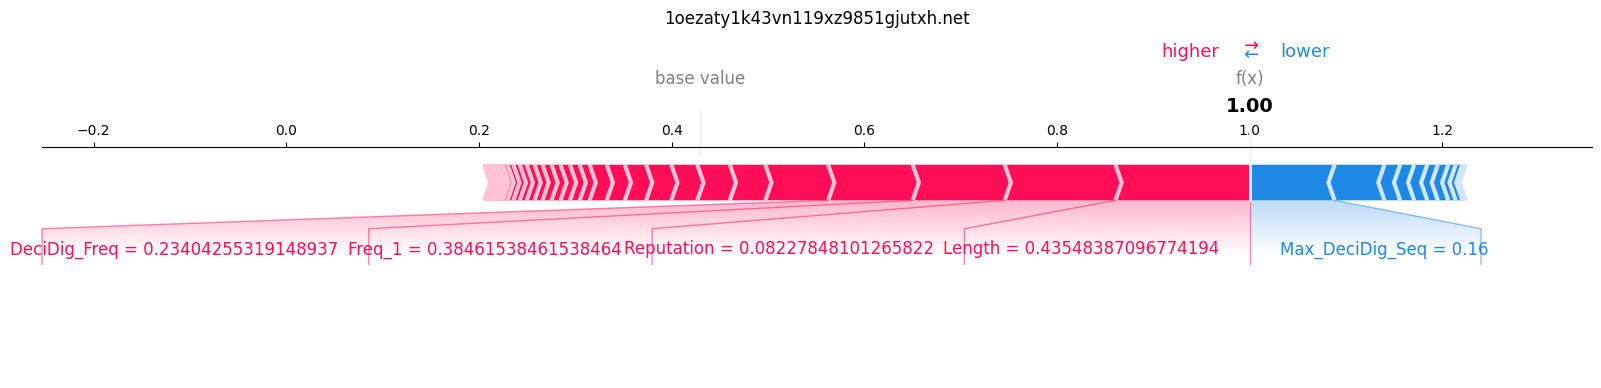 1oezaty1k43vn119xz9851gjutxh.net
higher ⇄ lower
base value f(x)
1.00
−0.2 0.0 0.2 0.4 0.6 0.8 1.0 1.2
DeciDig_Freq = 0.23404255319148937 Freq_1 = 0.38461538461538464 Reputation = 0.08227848101265822 Length = 0.43548387096774194 Max_DeciDig_Seq = 0.16